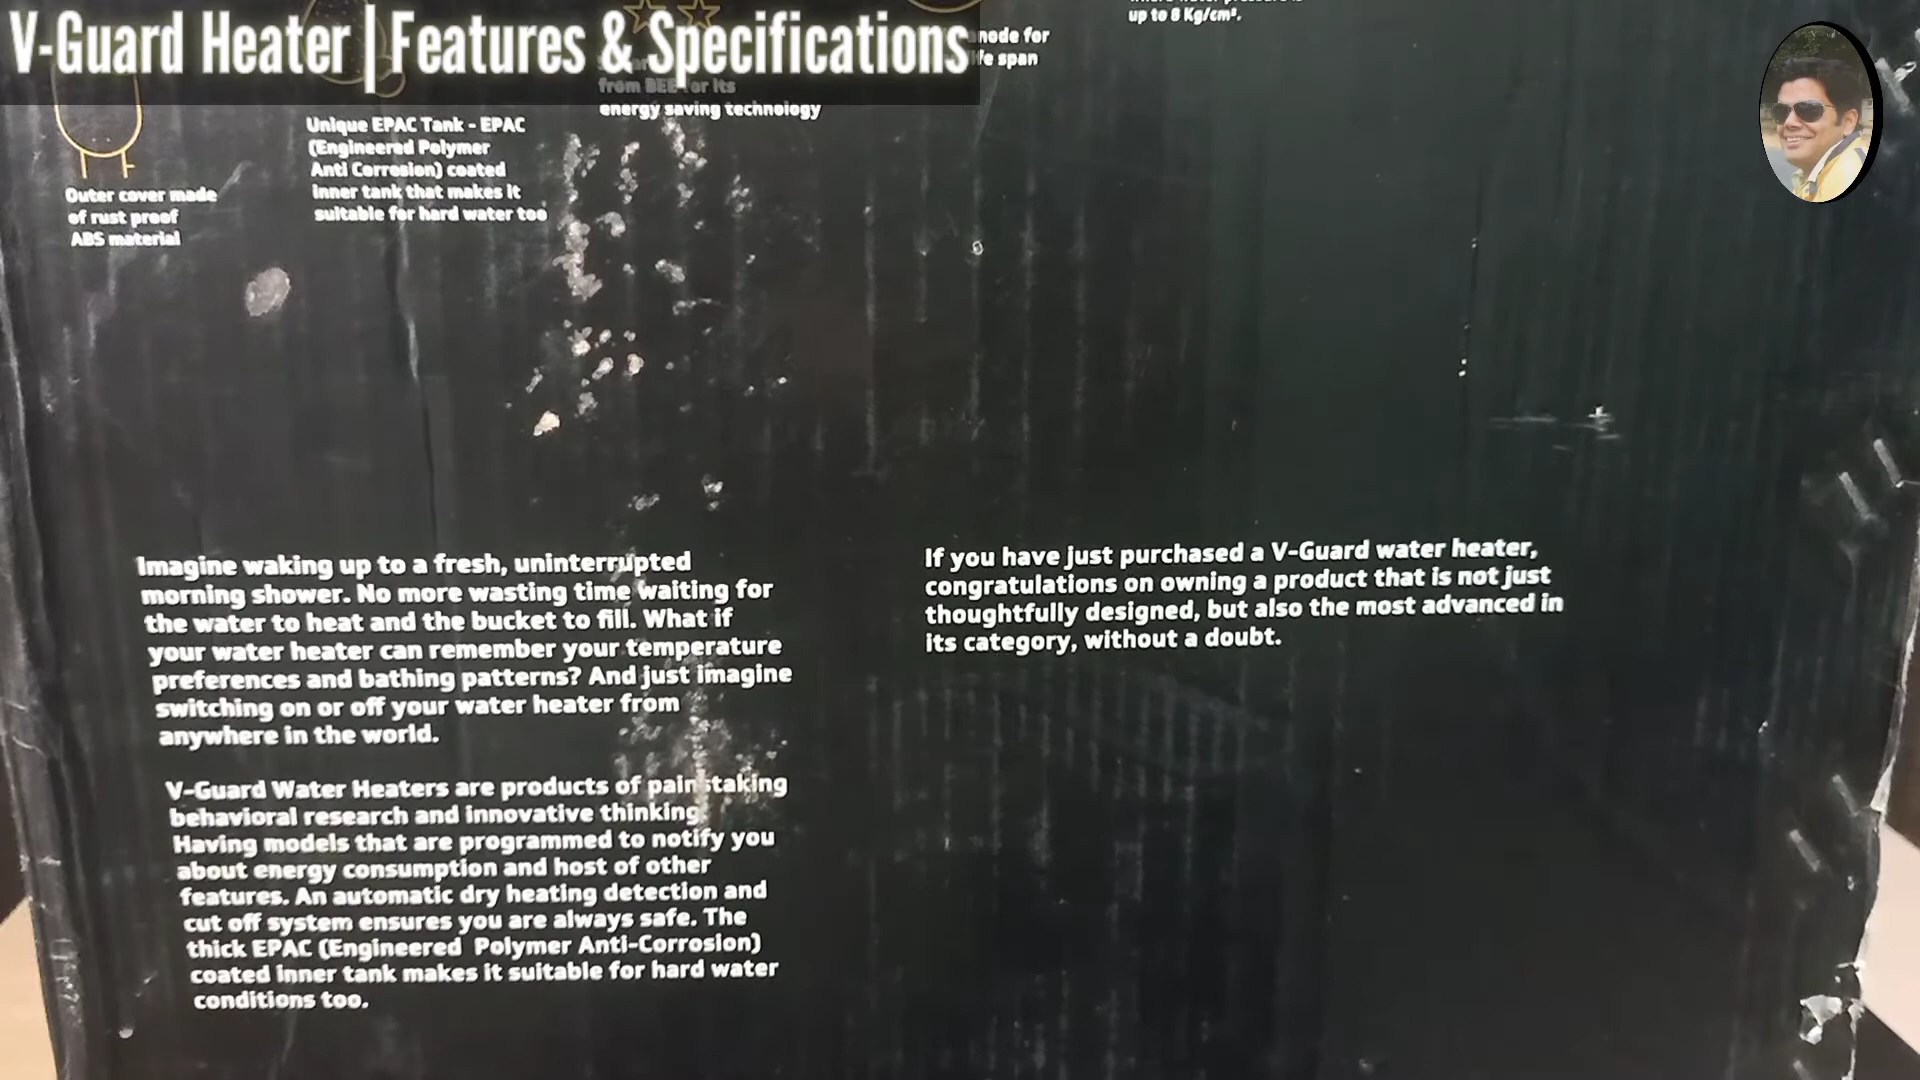 V-Guard Heater | Features & Specifications
up to 8 Kg/cm².
node for
span
from BEE for its
energy saving technology
Unique EPAC Tank - EPAC
(Engineered Polymer
Anti Corrosion) coated
inner tank that makes it
suitable for hard water too
Outer cover made
of rust proof
ABS material
Imagine waking up to a fresh, uninterrupted
morning shower. No more wasting time waiting for
the water to heat and the bucket to fill. What if
your water heater can remember your temperature
preferences and bathing patterns? And just imagine
switching on or off your water heater from
anywhere in the world.
V-Guard Water Heaters are products of painstaking
behavioral research and innovative thinking.
Having models that are programmed to notify you
about energy consumption and host of other
features. An automatic dry heating detection and
cut off system ensures you are always safe. The
thick EPAC (Engineered Polymer Anti-Corrosion)
coated inner tank makes it suitable for hard water
conditions too.
If you have just purchased a V-Guard water heater,
congratulations on owning a product that is not just
thoughtfully designed, but also the most advanced in
its category, without a doubt.